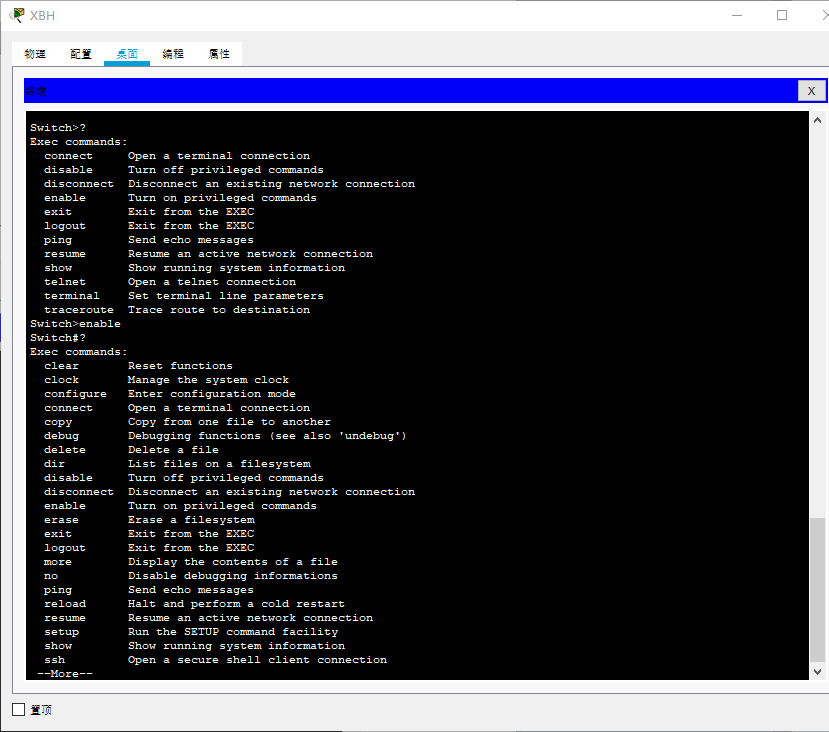 XBH
物理 配置 桌面 编程 属性
终端 X
Switch>?
Exec commands:
connect Open a terminal connection
disable Turn off privileged commands
disconnect Disconnect an existing network connection
enable Turn on privileged commands
exit Exit from the EXEC
logout Exit from the EXEC
ping Send echo messages
resume Resume an active network connection
show Show running system information
telnet Open a telnet connection
terminal Set terminal line parameters
traceroute Trace route to destination
Switch>enable
Switch#?
Exec commands:
clear Reset functions
clock Manage the system clock
configure Enter configuration mode
connect Open a terminal connection
copy Copy from one file to another
debug Debugging functions (see also 'undebug')
delete Delete a file
dir List files on a filesystem
disable Turn off privileged commands
disconnect Disconnect an existing network connection
enable Turn on privileged commands
erase Erase a filesystem
exit Exit from the EXEC
logout Exit from the EXEC
more Display the contents of a file
no Disable debugging informations
ping Send echo messages
reload Halt and perform a cold restart
resume Resume an active network connection
setup Run the SETUP command facility
show Show running system information
ssh Open a secure shell client connection
--More--
置顶